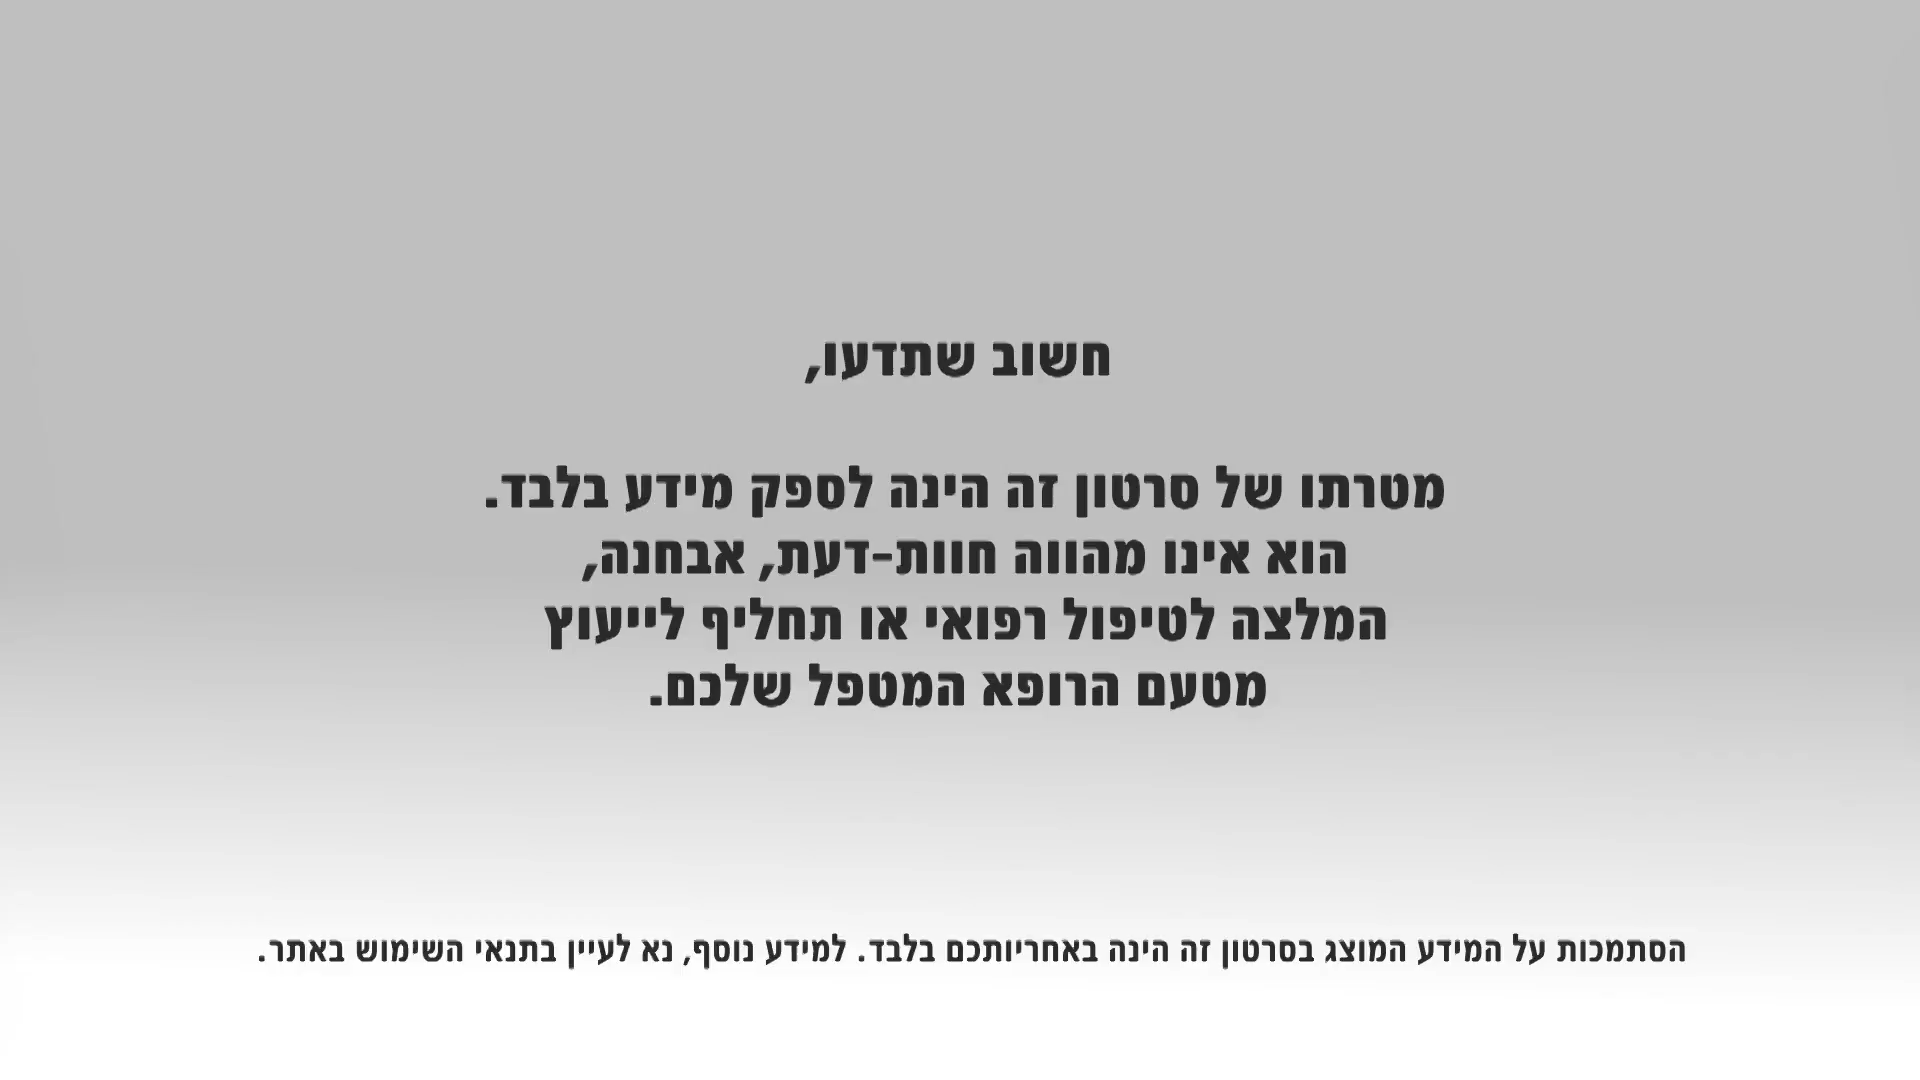 חשוב שתדעו,
מטרתו של סרטון זה הינה לספק מידע בלבד.
הוא אינו מהווה חוות-דעת, אבחנה,
המלצה לטיפול רפואי או תחליף לייעוץ
מטעם הרופא המטפל שלכם.
הסתמכות על המידע המוצג בסרטון זה הינה באחריותכם בלבד. למידע נוסף, נא לעיין בתנאי השימוש באתר.